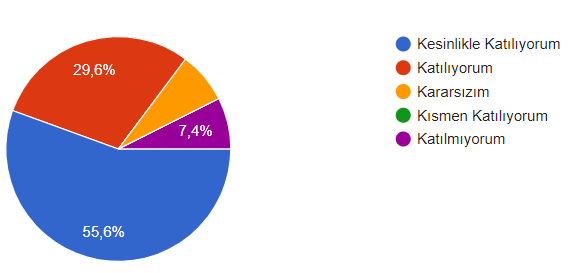 29,6%
7,4%
55,6%
Kesinlikle Katılıyorum
Katılıyorum
Kararsızım
Kısmen Katılıyorum
Katılmıyorum